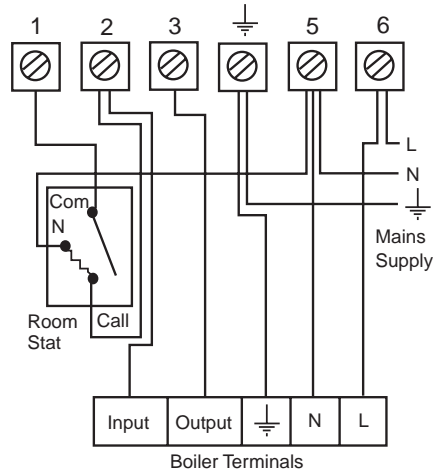 1 2 3 5 6
L
N
Mains
Supply
Com
N
Room
Stat
Call
Input Output N L
Boiler Terminals